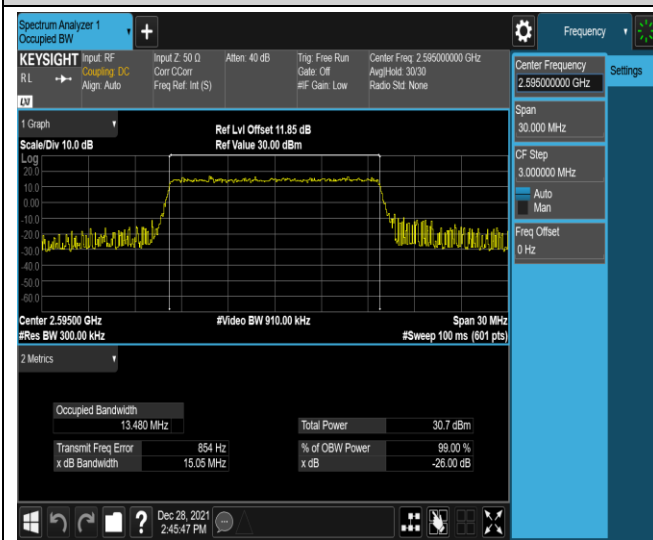 Spectrum Analyzer 1
Occupied BW
+
Frequency
KEYSIGHT
RL
LXI
Input: RF
Coupling: DC
Align: Auto
Input Z: 50 Ω
Corr CCorr
Freq Ref: Int (S)
Atten: 40 dB
Trig: Free Run
Gate: Off
#IF Gain: Low
Center Freq: 2.595000000 GHz
Avg|Hold: 30/30
Radio Std: None
Center Frequency
2.595000000 GHz
Settings
Span
30.000 MHz
CF Step
3.000000 MHz
Auto
Man
Freq Offset
0 Hz
1 Graph
Scale/Div 10.0 dB
Ref Lvl Offset 11.85 dB
Ref Value 30.00 dBm
Log
20.0
10.0
0.00
-10.0
-20.0
-30.0
-40.0
-50.0
-60.0
Center 2.59500 GHz
#Res BW 300.00 kHz
#Video BW 910.00 kHz
Span 30 MHz
#Sweep 100 ms (601 pts)
2 Metrics
Occupied Bandwidth
13.480 MHz
Total Power 30.7 dBm
Transmit Freq Error 854 Hz
% of OBW Power 99.00 %
x dB Bandwidth 15.05 MHz
x dB -26.00 dB
?
Dec 28, 2021
2:45:47 PM